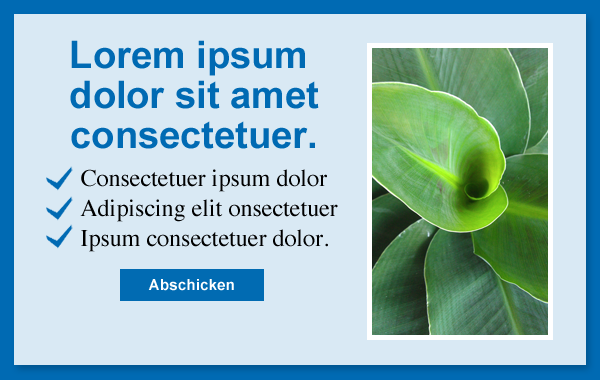 Lorem ipsum
dolor sit amet
consectetuer.
Consectetuer ipsum dolor
Adipiscing elit onsectetuer
Ipsum consectetuer dolor.
Abschicken